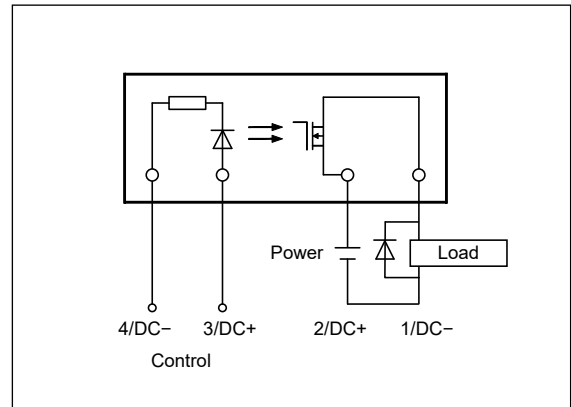 Power
Load
4/DC−
3/DC+
2/DC+
1/DC−
Control